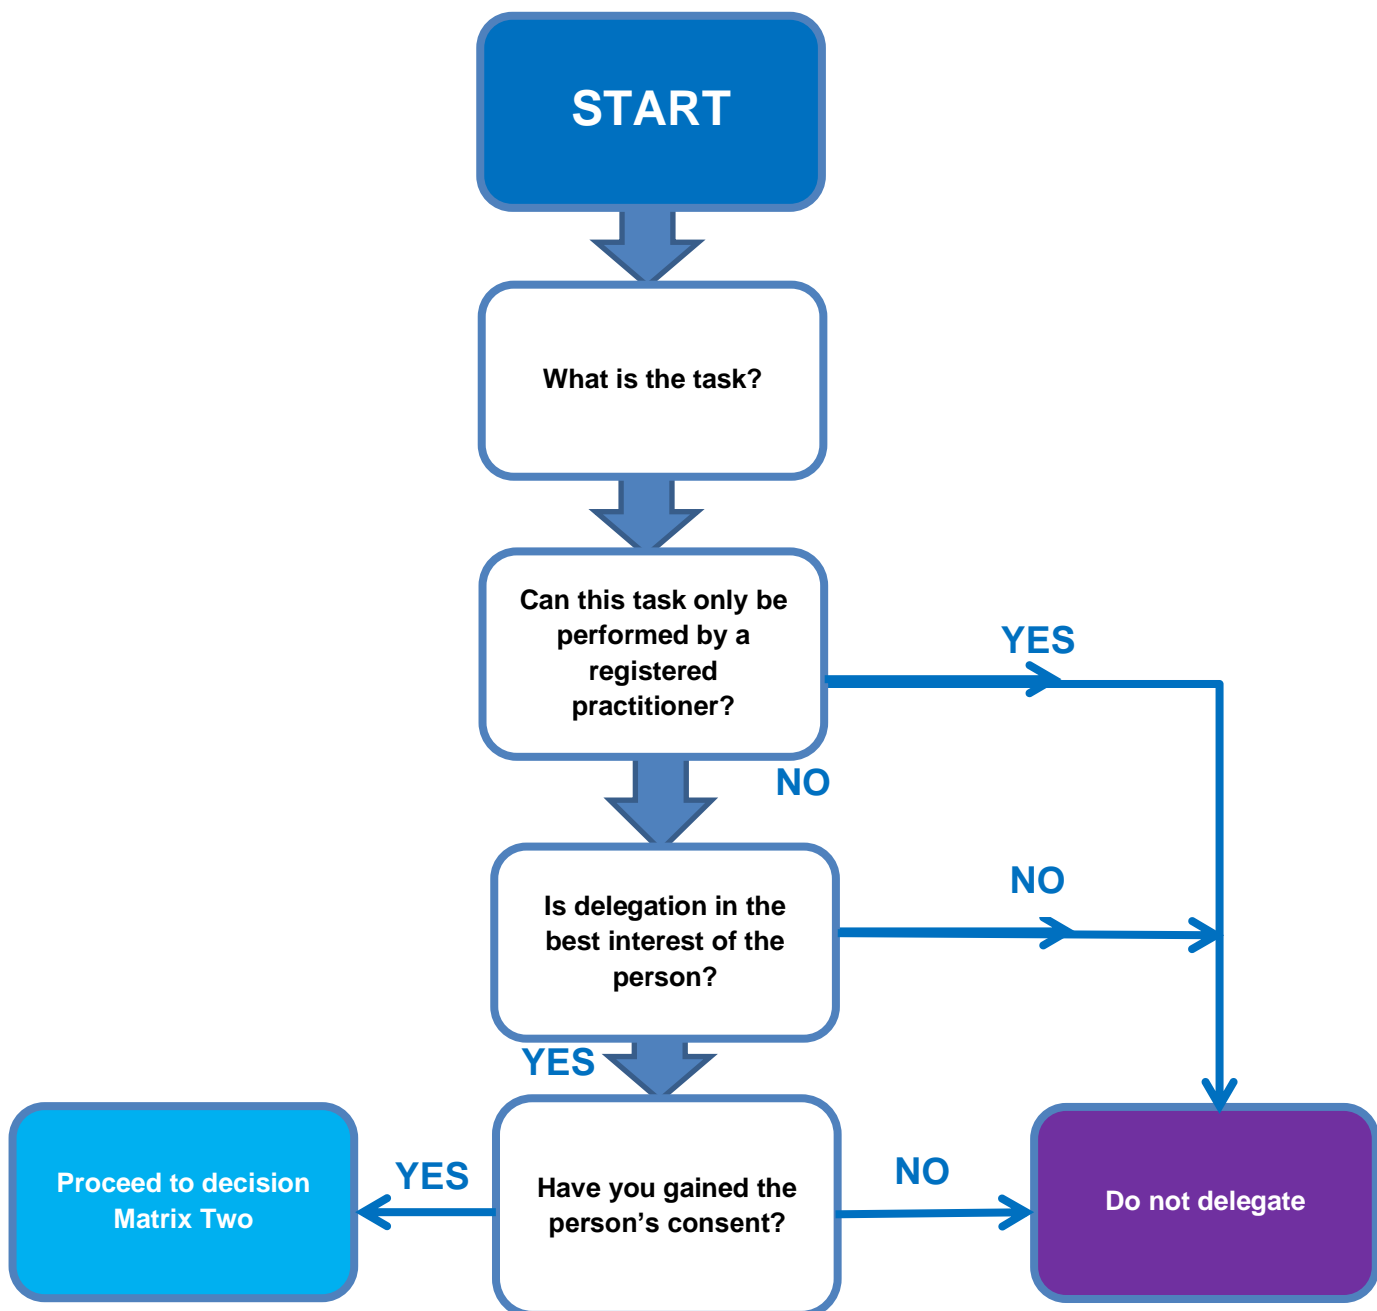 START
What is the task?
Can this task only be
performed by a
registered
practitioner?
YES
NO
Is delegation in the
best interest of the
person?
NO
YES
Proceed to decision
Matrix Two
YES
Have you gained the
person’s consent?
NO
Do not delegate